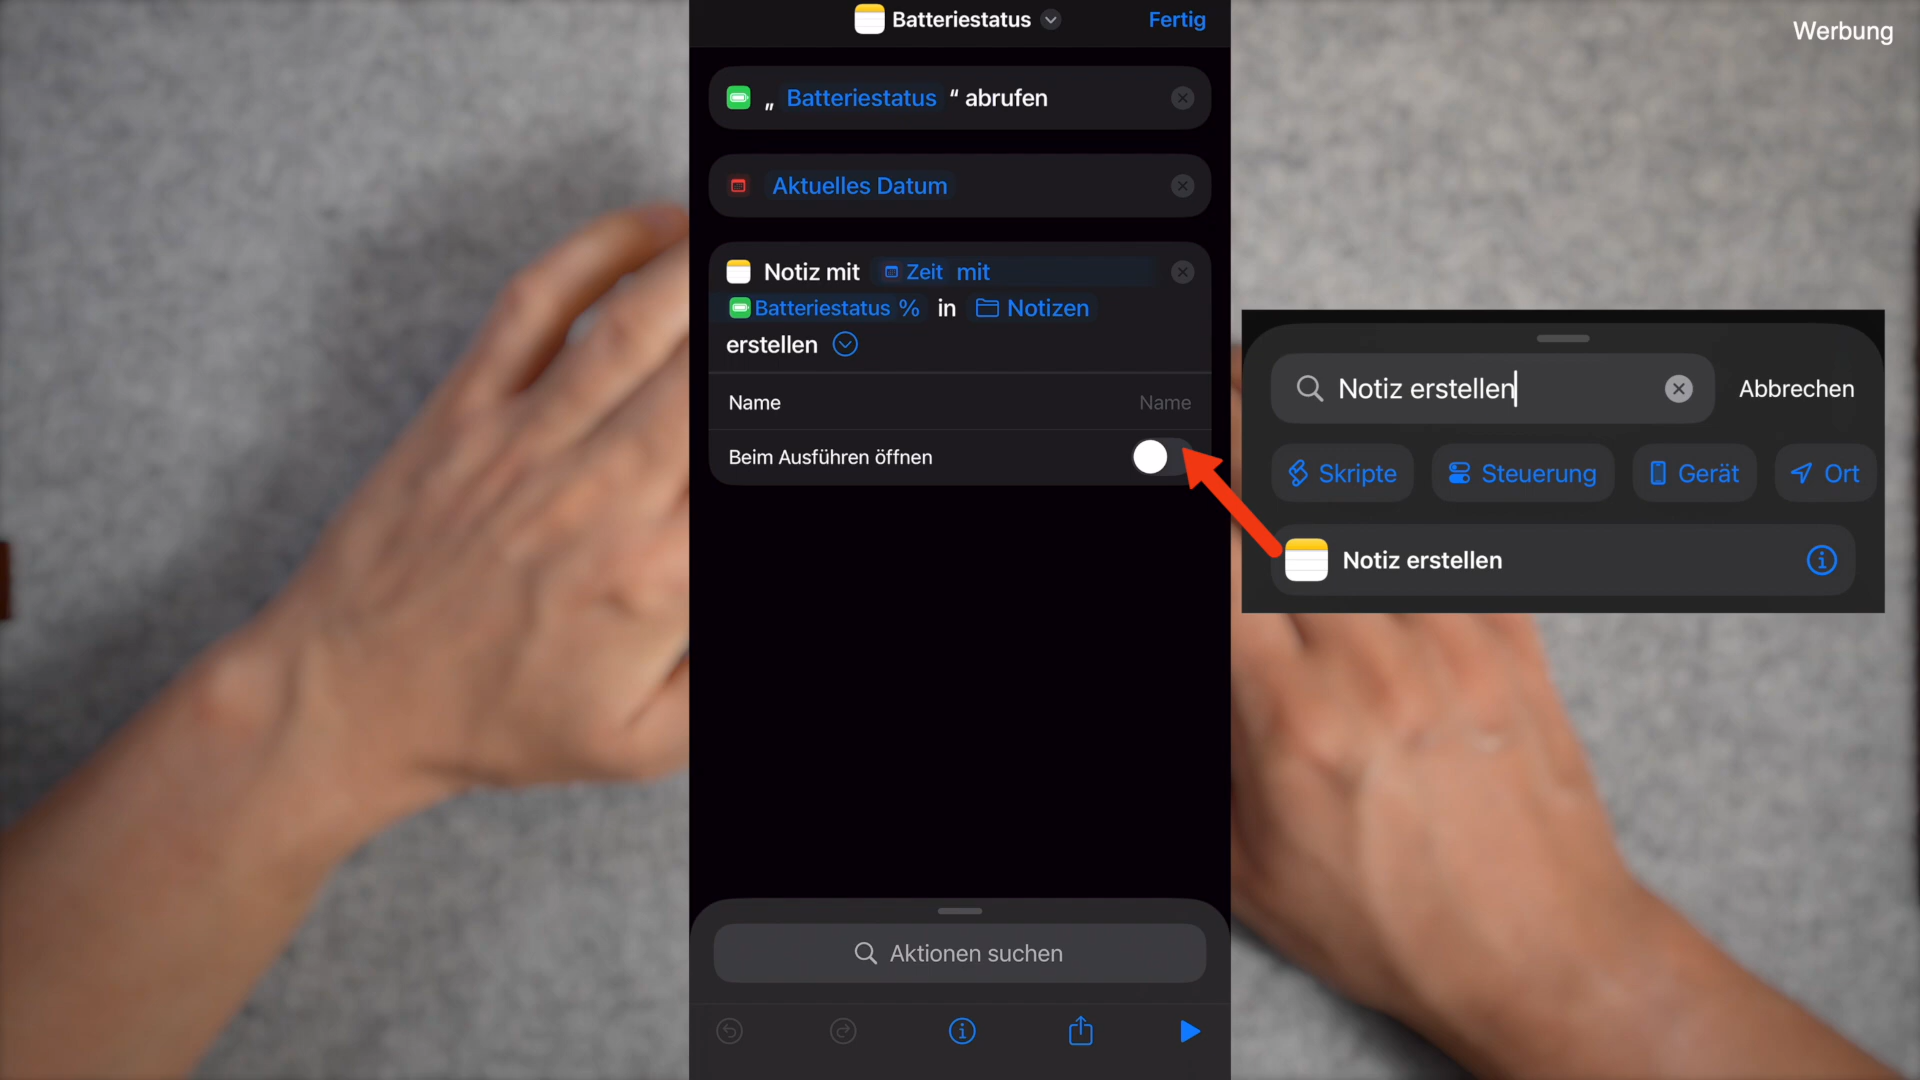 Batteriestatus
Fertig
Werbung
„ Batteriestatus “ abrufen
Aktuelles Datum
Notiz mit Zeit mit
Batteriestatus % in Notizen
erstellen
Name Name
Beim Ausführen öffnen
Aktionen suchen
Notiz erstellen
Abbrechen
Skripte
Steuerung
Gerät
Ort
Notiz erstellen